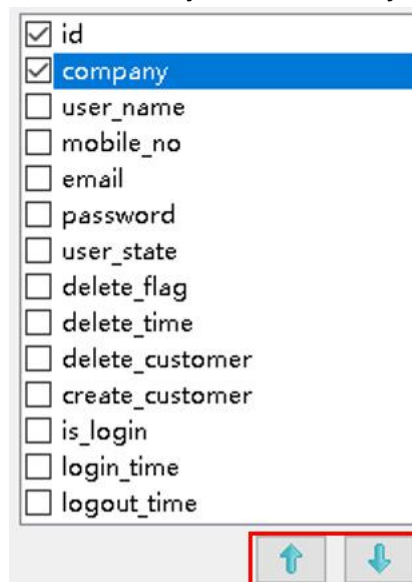 id
company
user_name
mobile_no
email
password
user_state
delete_flag
delete_time
delete_customer
create_customer
is_login
login_time
logout_time